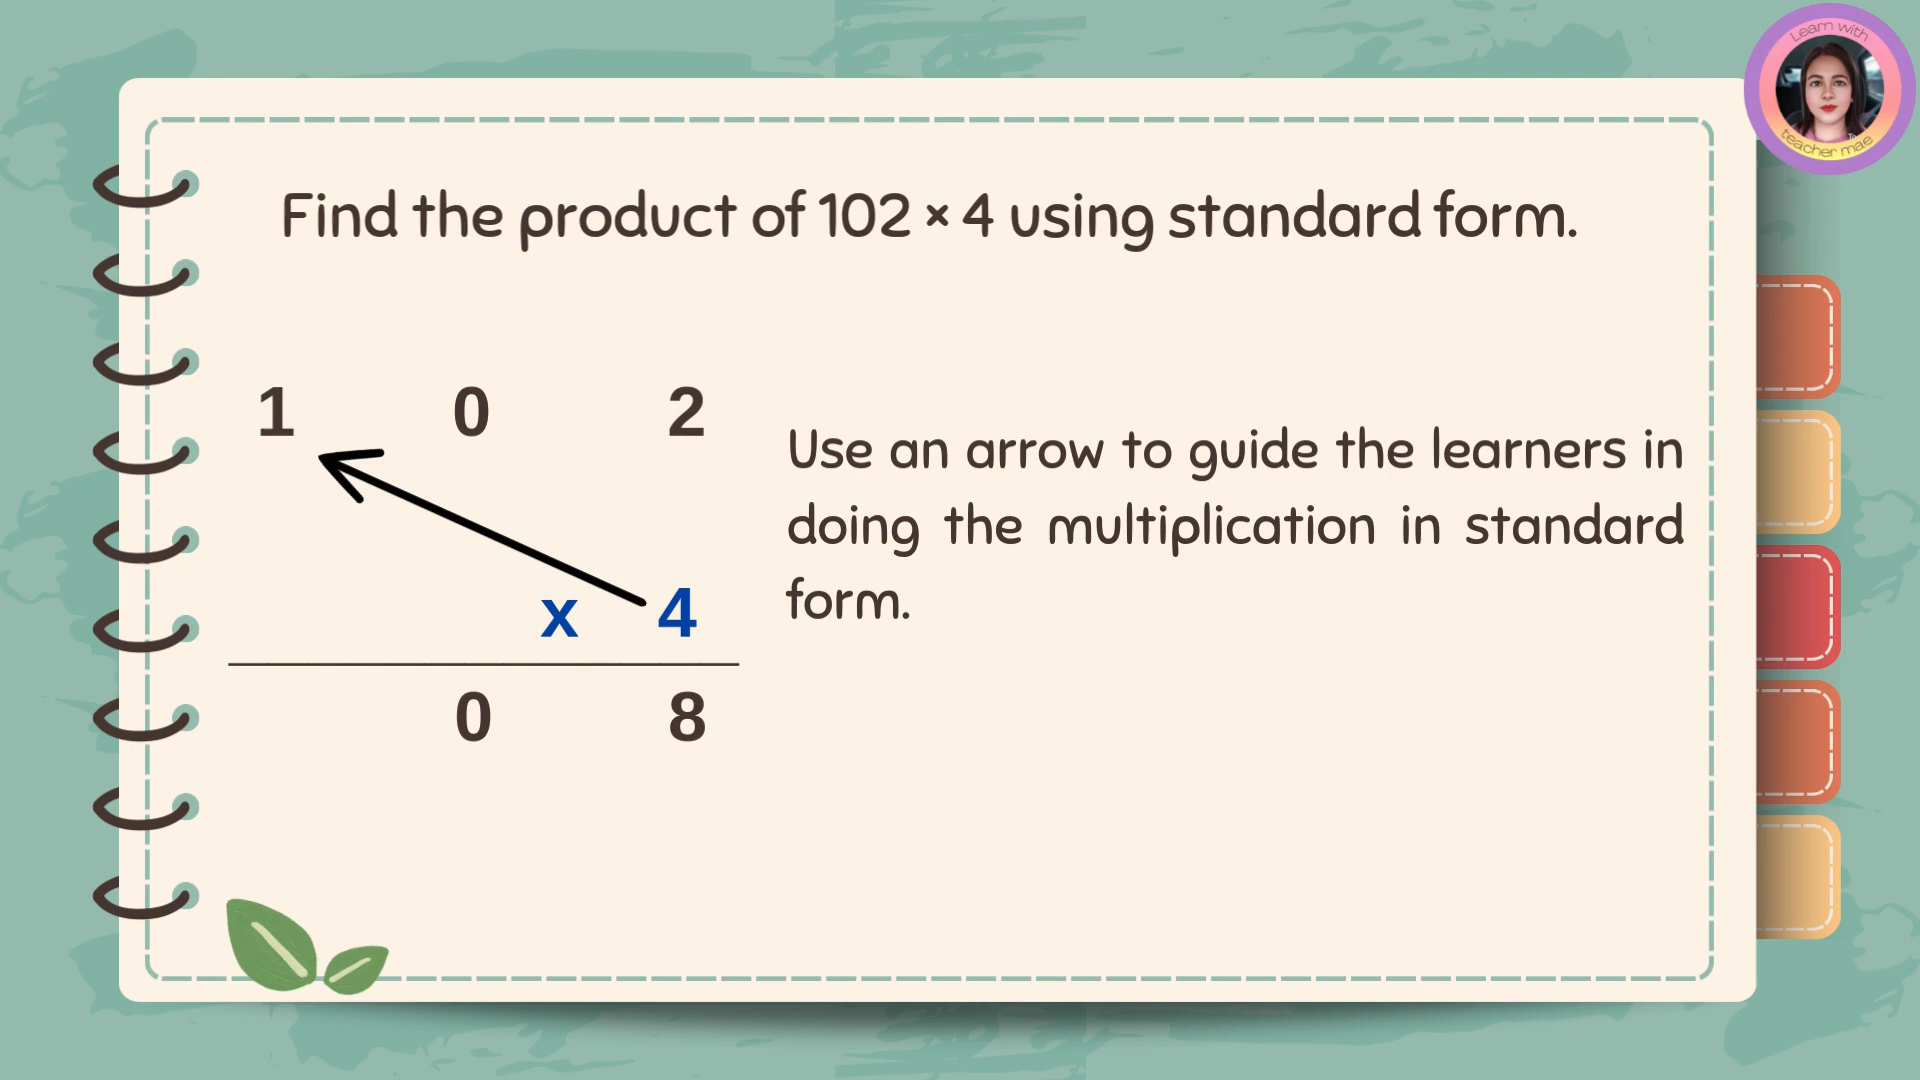 Learn with
teacher mae
Find the product of 102 × 4 using standard form.
1 0 2
x 4
0 8
Use an arrow to guide the learners in
doing the multiplication in standard
form.